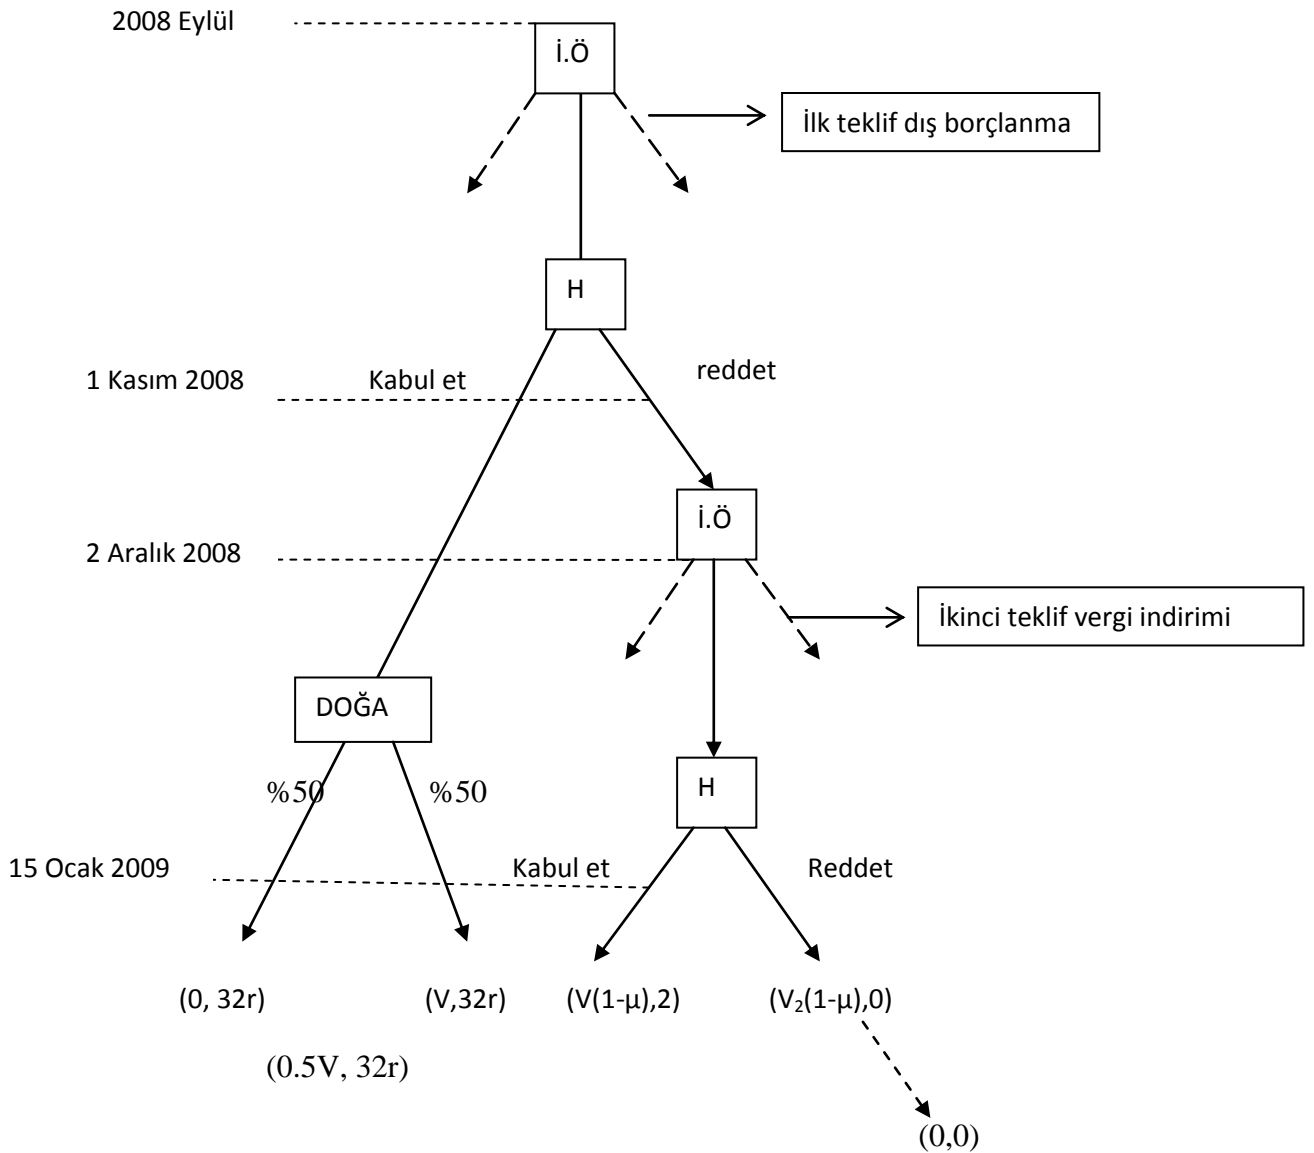 2008 Eylül
İ.Ö
İlk teklif dış borçlanma
H
1 Kasım 2008
Kabul et
reddet
İ.Ö
2 Aralık 2008
İkinci teklif vergi indirimi
DOĞA
H
%50
%50
15 Ocak 2009
Kabul et
Reddet
(0, 32r)
(V,32r)
(V(1-μ),2)
(V₂(1-μ),0)
(0.5V, 32r)
(0,0)